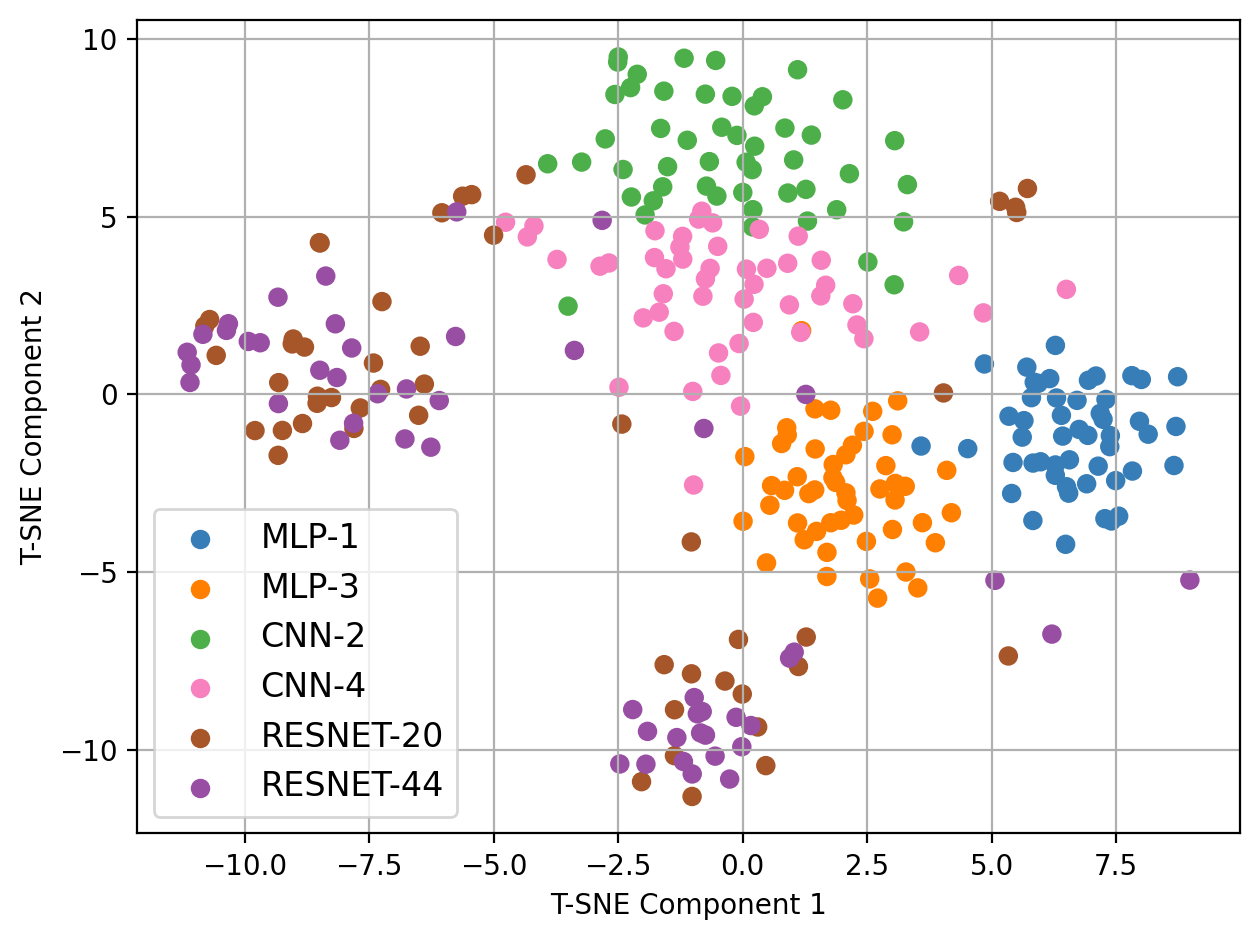 10
5
0
−5
−10
T-SNE Component 2
MLP-1
MLP-3
CNN-2
CNN-4
RESNET-20
RESNET-44
−10.0 −7.5 −5.0 −2.5 0.0 2.5 5.0 7.5
T-SNE Component 1